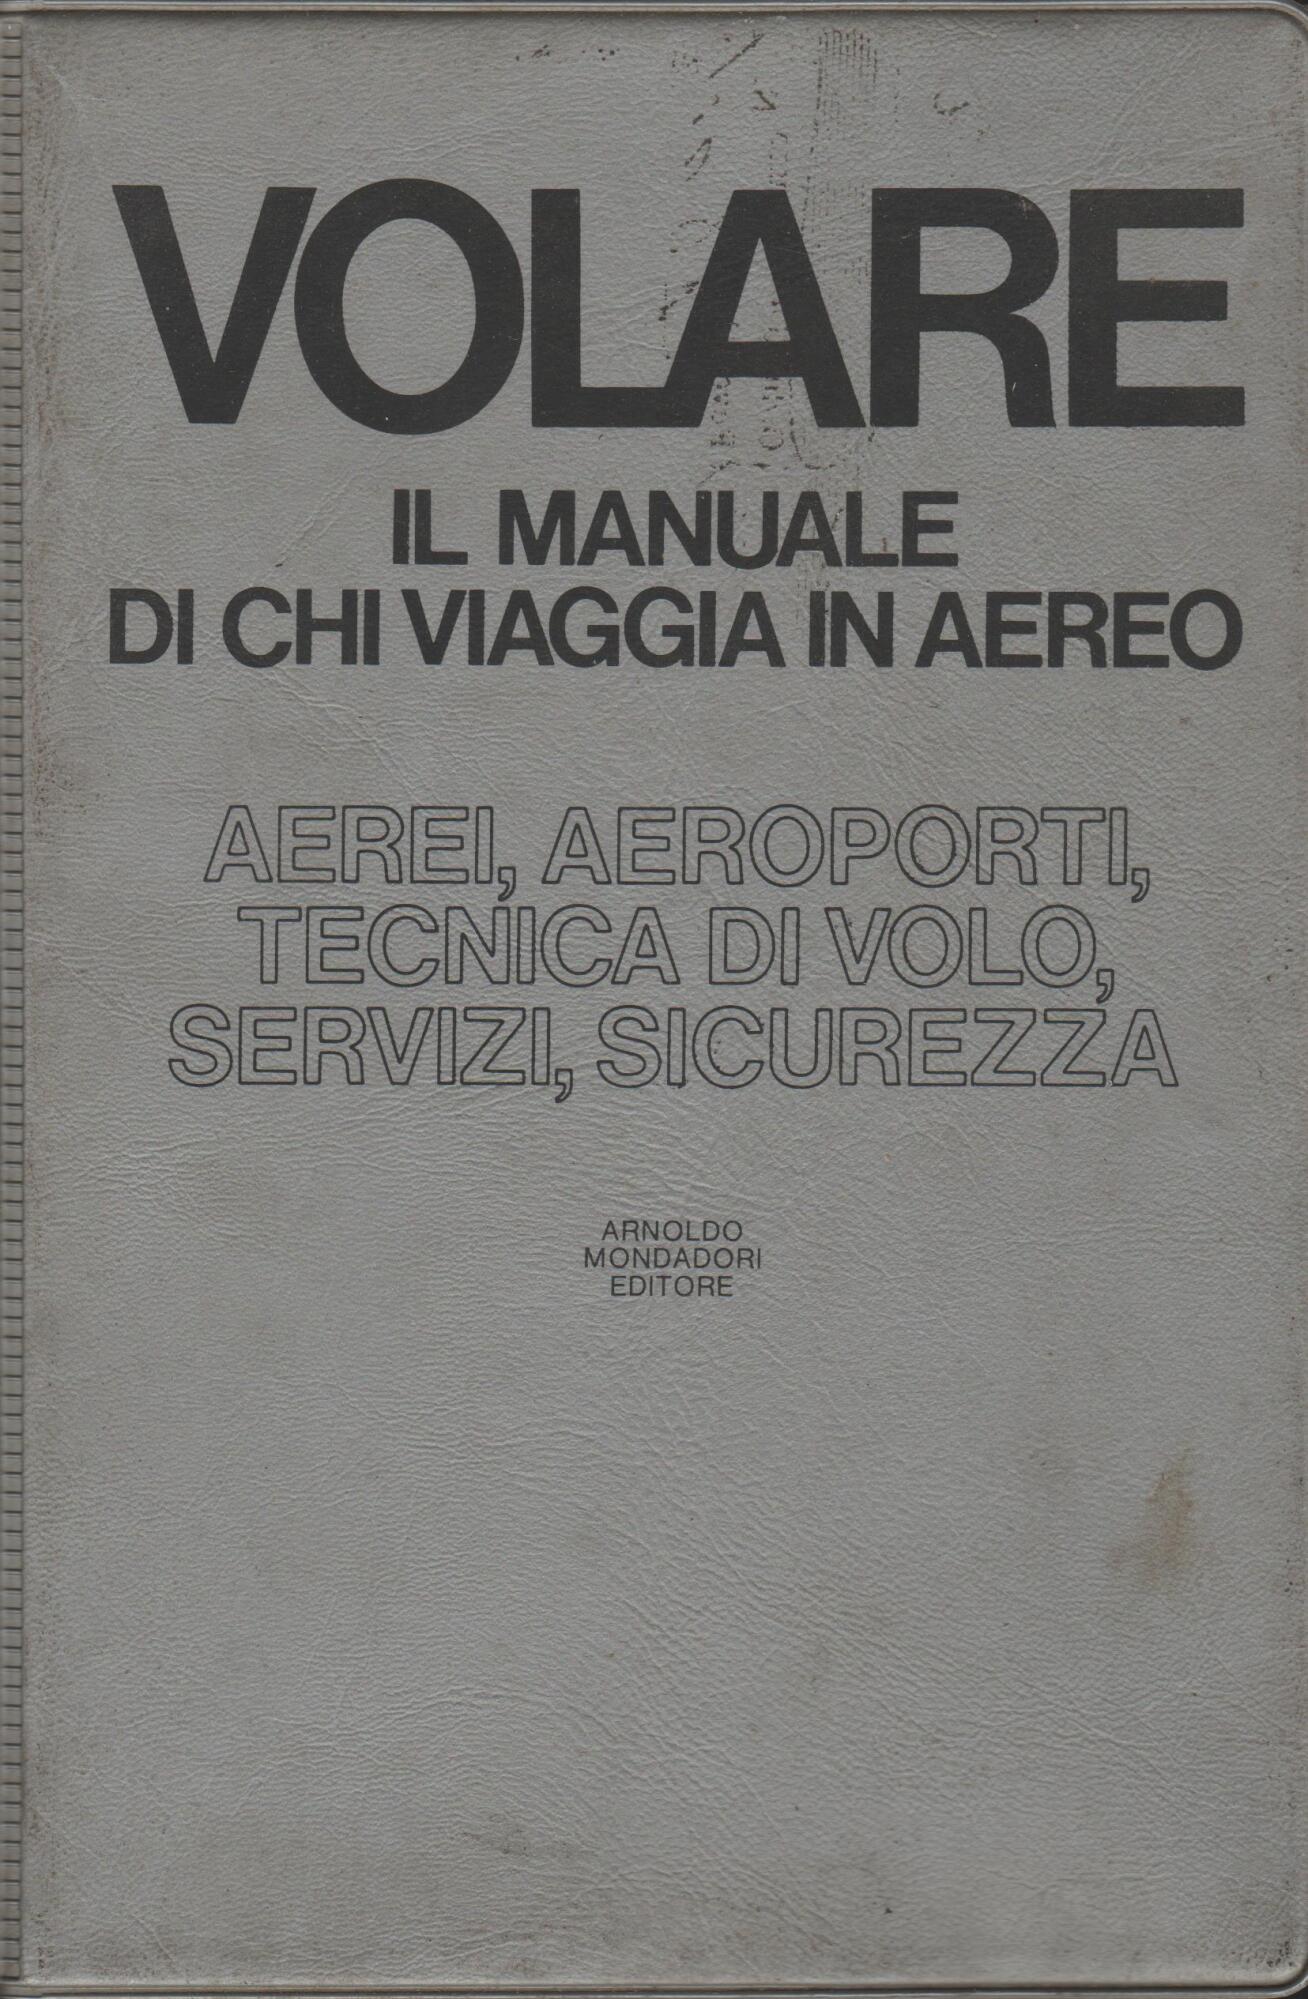 VOLARE
IL MANUALE
DI CHI VIAGGIA IN AEREO
AEREI, AEROPORTI,
TECNICA DI VOLO,
SERVIZI, SICUREZZA
ARNOLDO
MONDADORI
EDITORE